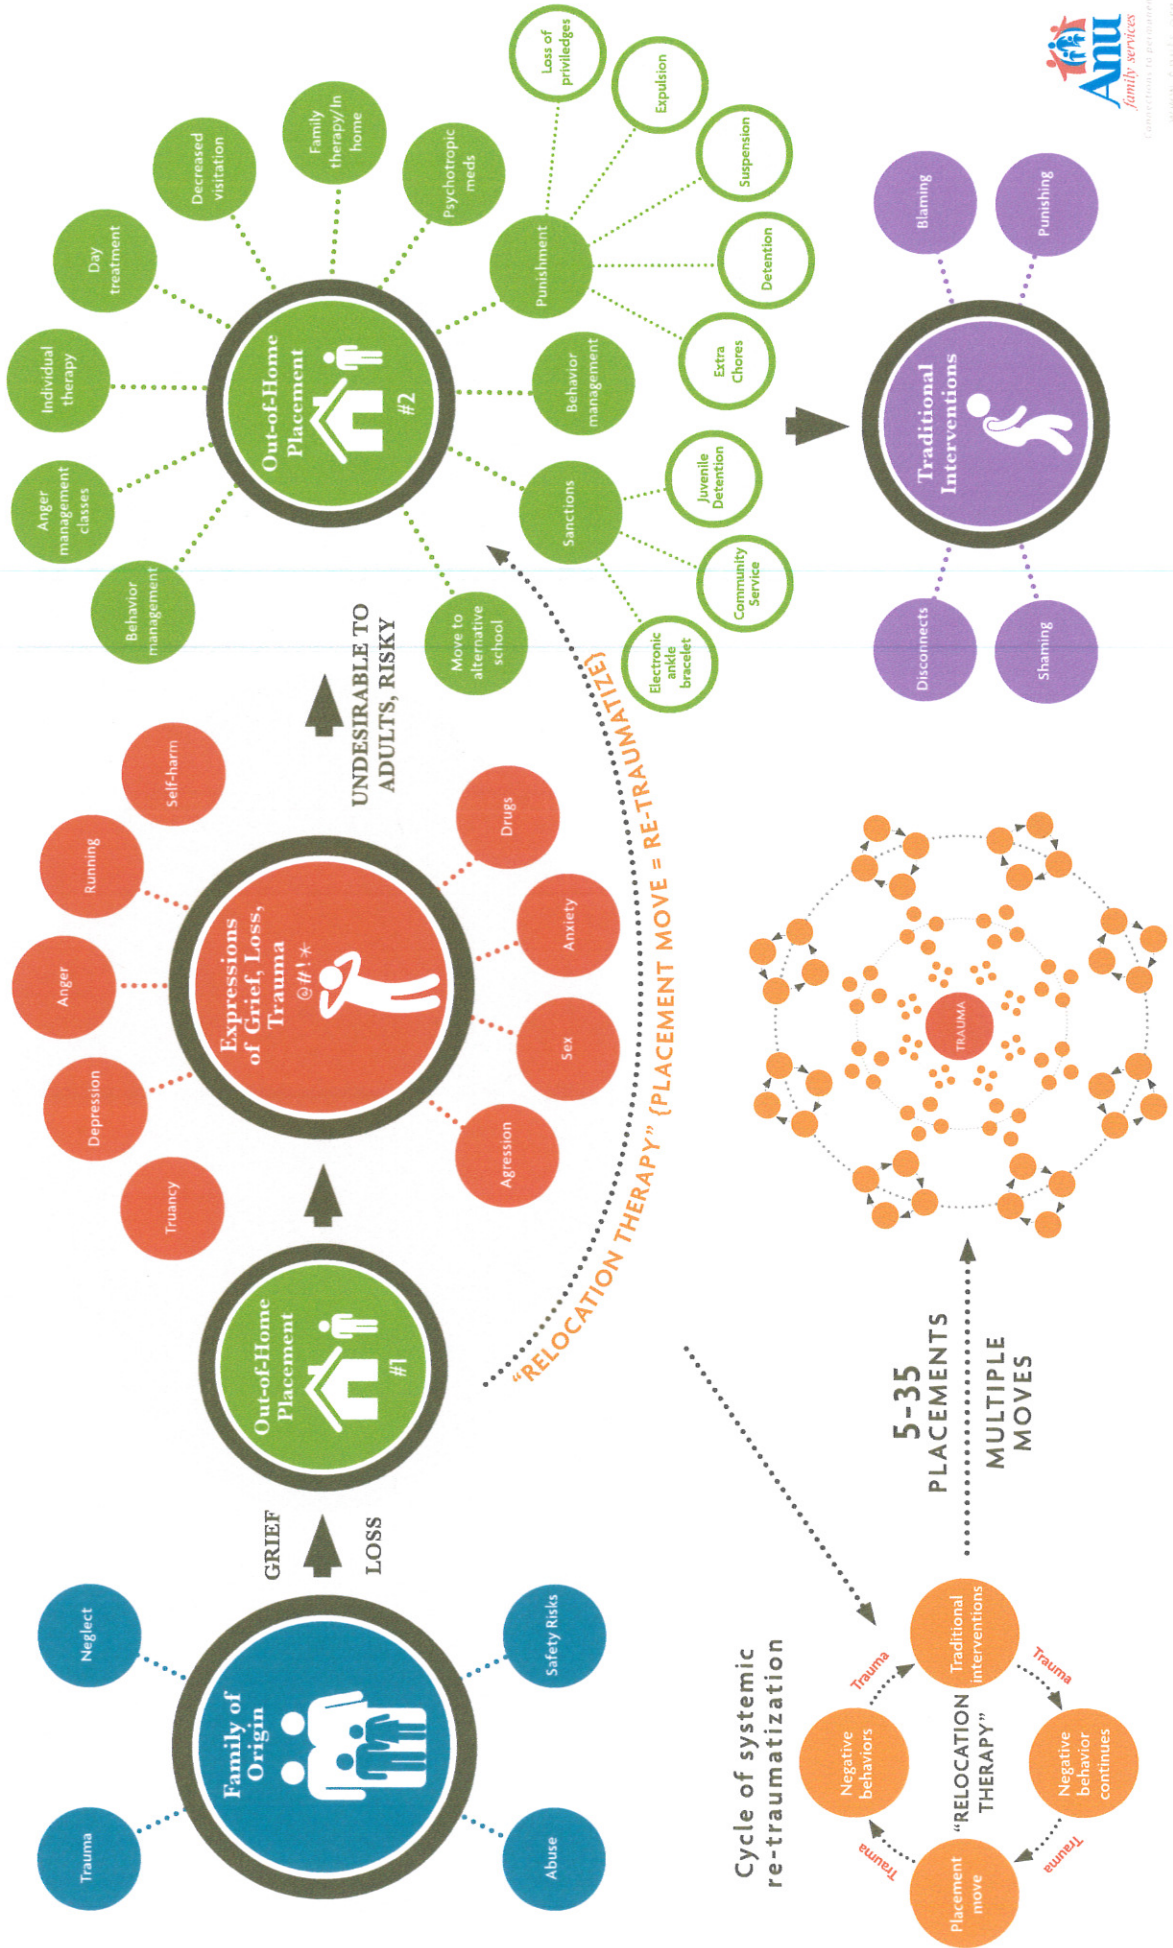 Trauma
Neglect
Family of
Origin
Abuse
Safety Risks
GRIEF
LOSS
Out-of-Home
Placement
#1
Truancy
Depression
Anger
Running
Self-harm
Expressions
of Grief, Loss,
Trauma
@#!*
Agression
Sex
Anxiety
Drugs
UNDESIRABLE TO
ADULTS, RISKY
Behavior
management
Anger
management
classes
Individual
therapy
Day
treatment
Decreased
visitation
Family
therapy/In
home
Psychotropic
meds
Out-of-Home
Placement
#2
Move to
alternative
school
Sanctions
Behavior
management
Punishment
Electronic
ankle
bracelet
Community
Service
Juvenile
Detention
Extra
Chores
Detention
Suspension
Expulsion
Loss of
priviledges
"RELOCATION THERAPY" {PLACEMENT MOVE = RE-TRAUMATIZE}
Cycle of systemic
re-traumatization
Negative
behaviors
Trauma
Traditional
interventions
Trauma
Negative
behavior
continues
Trauma
Placement
move
Trauma
"RELOCATION
THERAPY"
5-35
PLACEMENTS
MULTIPLE
MOVES
TRAUMA
Disconnects
Shaming
Traditional
Interventions
Blaming
Punishing
Anu
family services